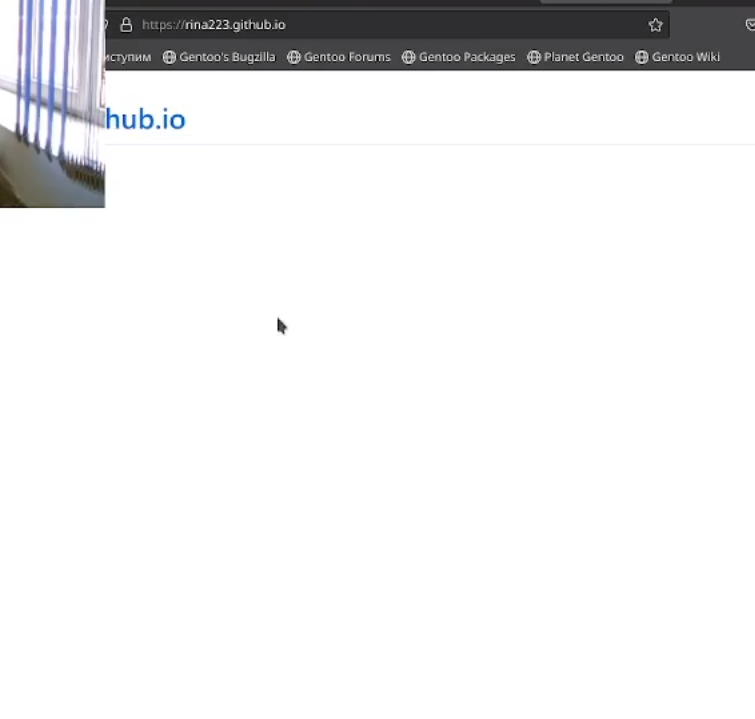 https://rina223.github.io
иступим Gentoo's Bugzilla Gentoo Forums Gentoo Packages Planet Gentoo Gentoo Wiki
hub.io